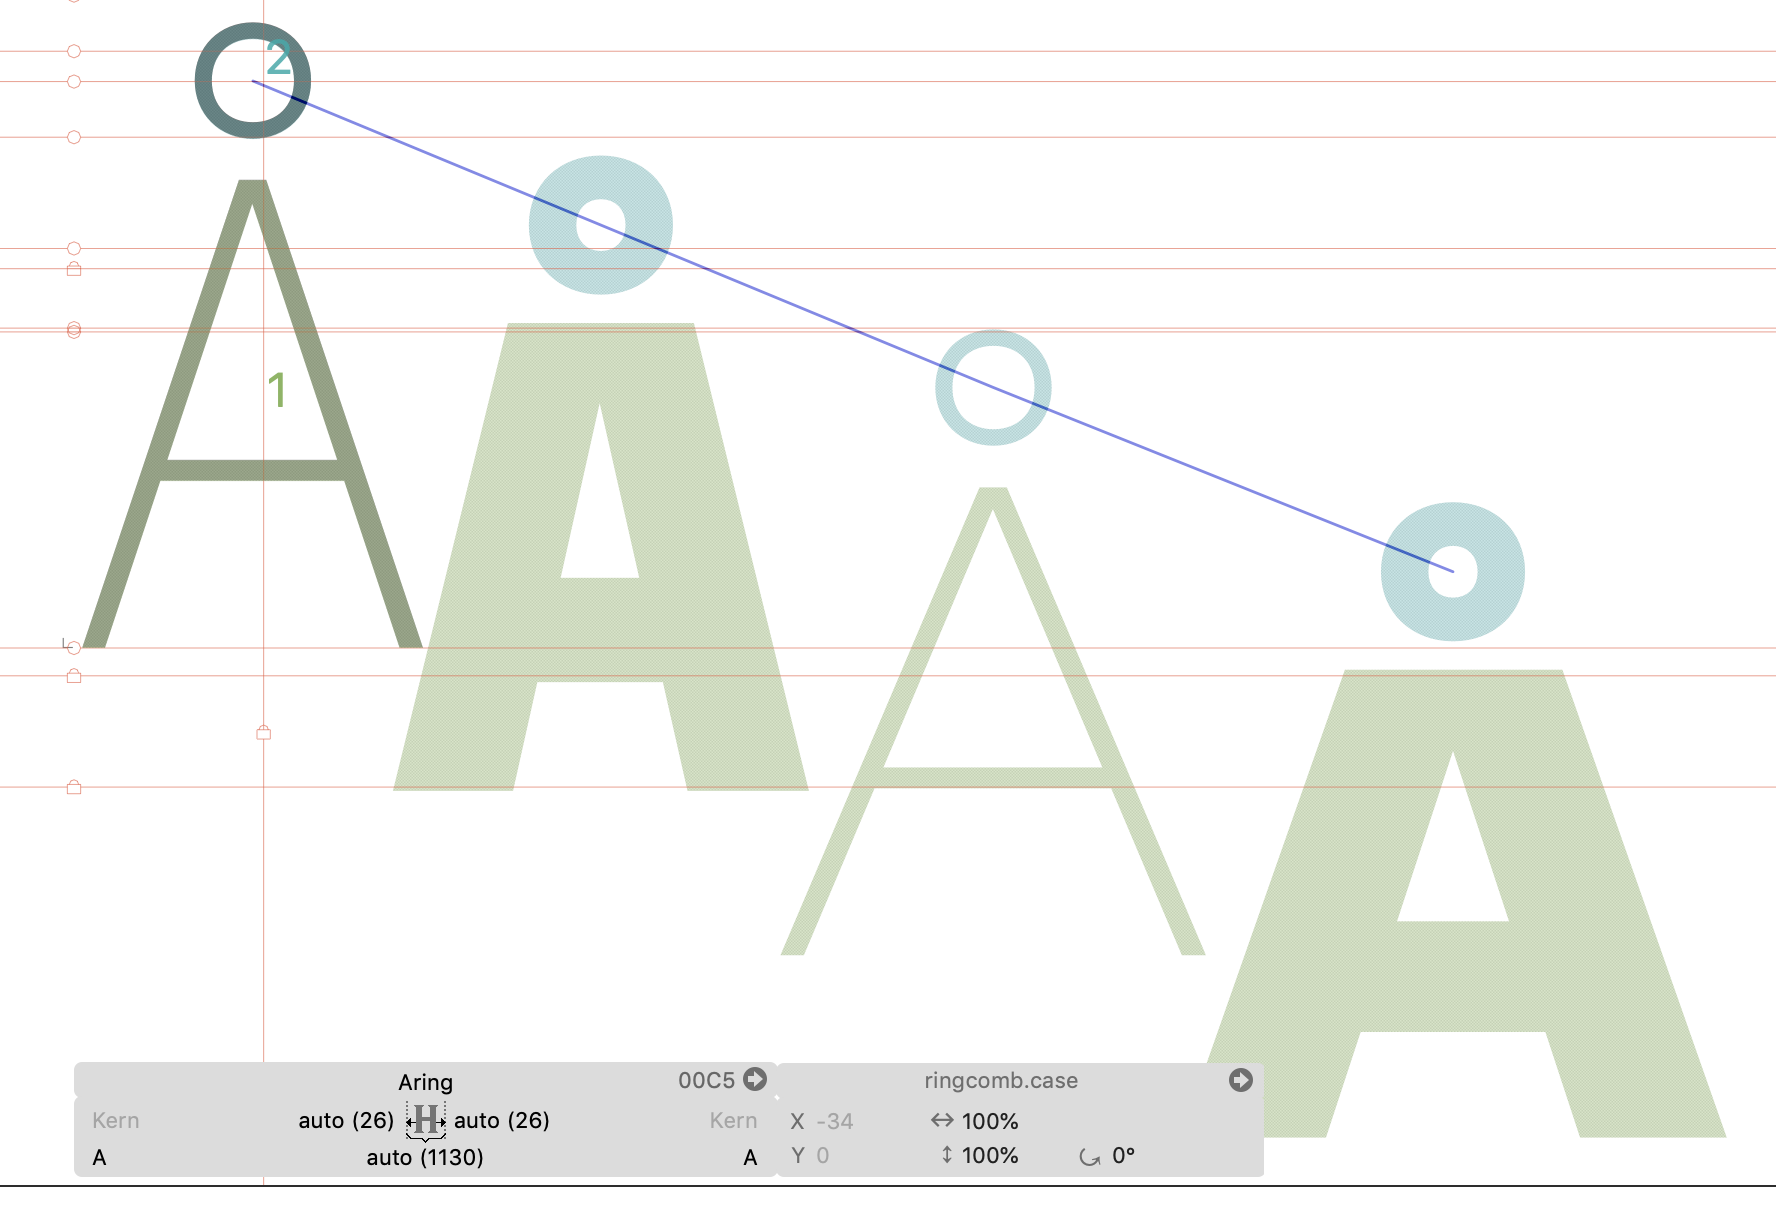 2
1
Aring 00C5
Kern auto (26) H auto (26) Kern
A auto (1130) A
ringcomb.case
X -34 100%
Y 0 100% 0°